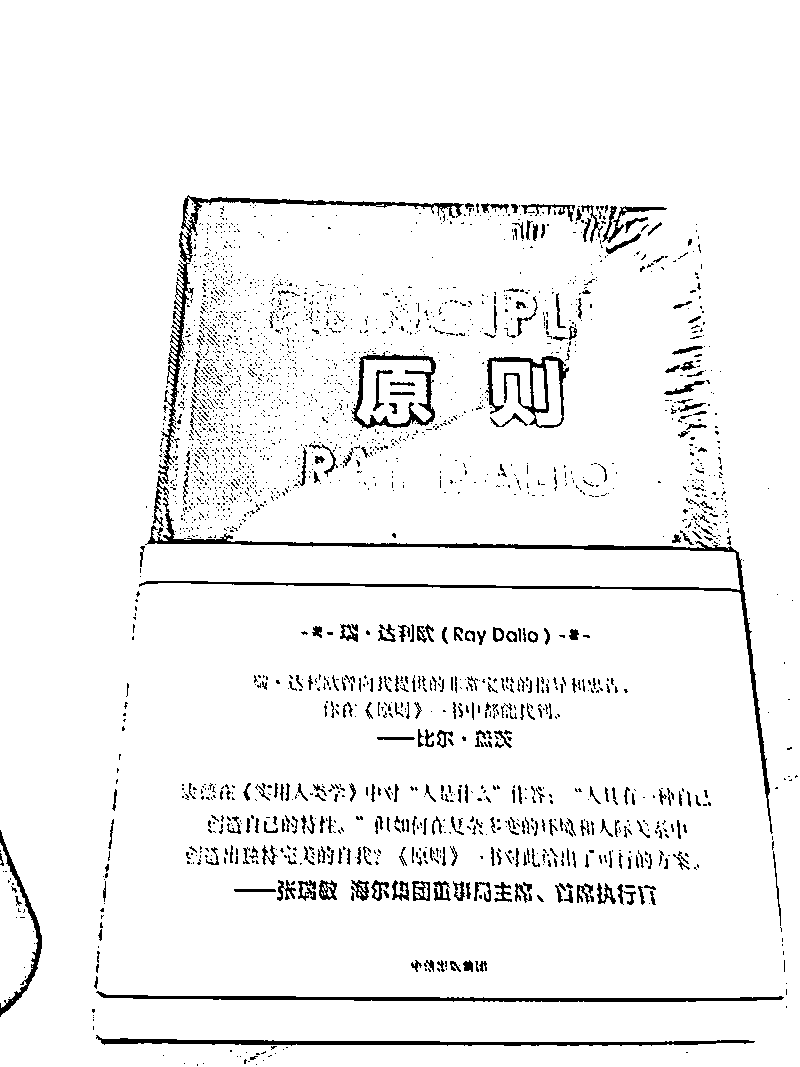 PRINCIPLE
原则
RAY DALIO
瑞·达利欧（Ray Dalio）
瑞·达利欧曾向我提供的非常宝贵的指导和忠告，
你在《原则》一书中都能找到。
——比尔·盖茨
康德在《实用人类学》中对“人是什么”作答：“人具有一种自己
创造自己的特性。”但如何在复杂多变的环境和人际关系中
创造出独特完美的自我？《原则》一书对此给出了可行的方案。
——张瑞敏 海尔集团董事局主席、首席执行官
中信出版集团